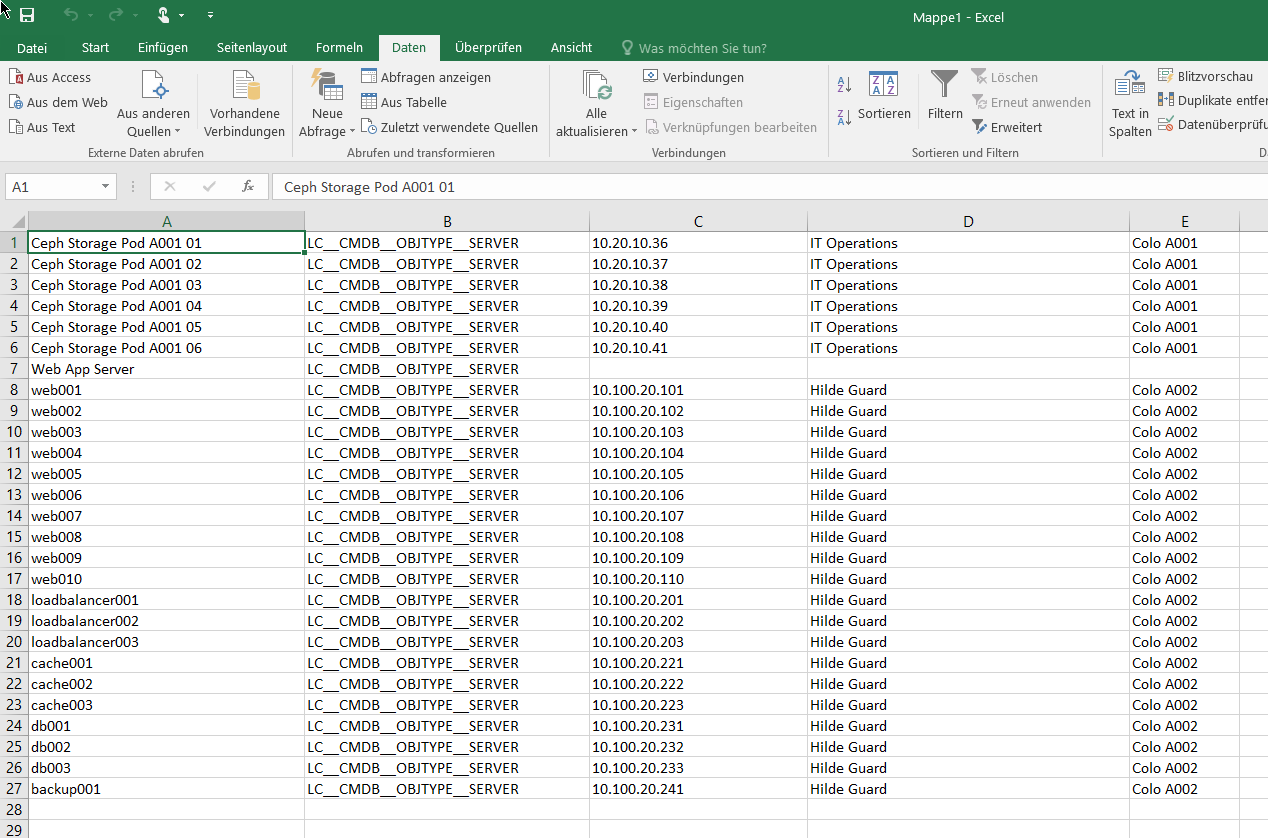 Mappe1 - Excel
Datei Start Einfügen Seitenlayout Formeln Daten Überprüfen Ansicht Was möchten Sie tun?
Aus Access
Aus dem Web
Aus Text
Aus anderen
Quellen
Vorhandene
Verbindungen
Externe Daten abrufen
Neue
Abfrage
Abfragen anzeigen
Aus Tabelle
Zuletzt verwendete Quellen
Abrufen und transformieren
Alle
aktualisieren
Verbindungen
Eigenschaften
Verknüpfungen bearbeiten
Verbindungen
Sortieren
Filtern
Löschen
Erneut anwenden
Erweitert
Sortieren und Filtern
Text in
Spalten
Blitzvorschau
Duplikate entfer
Datenüberprüfu
A1 fx Ceph Storage Pod A001 01
A B C D E
1 Ceph Storage Pod A001 01 LC__CMDB__OBJTYPE__SERVER 10.20.10.36 IT Operations Colo A001
2 Ceph Storage Pod A001 02 LC__CMDB__OBJTYPE__SERVER 10.20.10.37 IT Operations Colo A001
3 Ceph Storage Pod A001 03 LC__CMDB__OBJTYPE__SERVER 10.20.10.38 IT Operations Colo A001
4 Ceph Storage Pod A001 04 LC__CMDB__OBJTYPE__SERVER 10.20.10.39 IT Operations Colo A001
5 Ceph Storage Pod A001 05 LC__CMDB__OBJTYPE__SERVER 10.20.10.40 IT Operations Colo A001
6 Ceph Storage Pod A001 06 LC__CMDB__OBJTYPE__SERVER 10.20.10.41 IT Operations Colo A001
7 Web App Server LC__CMDB__OBJTYPE__SERVER
8 web001 LC__CMDB__OBJTYPE__SERVER 10.100.20.101 Hilde Guard Colo A002
9 web002 LC__CMDB__OBJTYPE__SERVER 10.100.20.102 Hilde Guard Colo A002
10 web003 LC__CMDB__OBJTYPE__SERVER 10.100.20.103 Hilde Guard Colo A002
11 web004 LC__CMDB__OBJTYPE__SERVER 10.100.20.104 Hilde Guard Colo A002
12 web005 LC__CMDB__OBJTYPE__SERVER 10.100.20.105 Hilde Guard Colo A002
13 web006 LC__CMDB__OBJTYPE__SERVER 10.100.20.106 Hilde Guard Colo A002
14 web007 LC__CMDB__OBJTYPE__SERVER 10.100.20.107 Hilde Guard Colo A002
15 web008 LC__CMDB__OBJTYPE__SERVER 10.100.20.108 Hilde Guard Colo A002
16 web009 LC__CMDB__OBJTYPE__SERVER 10.100.20.109 Hilde Guard Colo A002
17 web010 LC__CMDB__OBJTYPE__SERVER 10.100.20.110 Hilde Guard Colo A002
18 loadbalancer001 LC__CMDB__OBJTYPE__SERVER 10.100.20.201 Hilde Guard Colo A002
19 loadbalancer002 LC__CMDB__OBJTYPE__SERVER 10.100.20.202 Hilde Guard Colo A002
20 loadbalancer003 LC__CMDB__OBJTYPE__SERVER 10.100.20.203 Hilde Guard Colo A002
21 cache001 LC__CMDB__OBJTYPE__SERVER 10.100.20.221 Hilde Guard Colo A002
22 cache002 LC__CMDB__OBJTYPE__SERVER 10.100.20.222 Hilde Guard Colo A002
23 cache003 LC__CMDB__OBJTYPE__SERVER 10.100.20.223 Hilde Guard Colo A002
24 db001 LC__CMDB__OBJTYPE__SERVER 10.100.20.231 Hilde Guard Colo A002
25 db002 LC__CMDB__OBJTYPE__SERVER 10.100.20.232 Hilde Guard Colo A002
26 db003 LC__CMDB__OBJTYPE__SERVER 10.100.20.233 Hilde Guard Colo A002
27 backup001 LC__CMDB__OBJTYPE__SERVER 10.100.20.241 Hilde Guard Colo A002
28
29